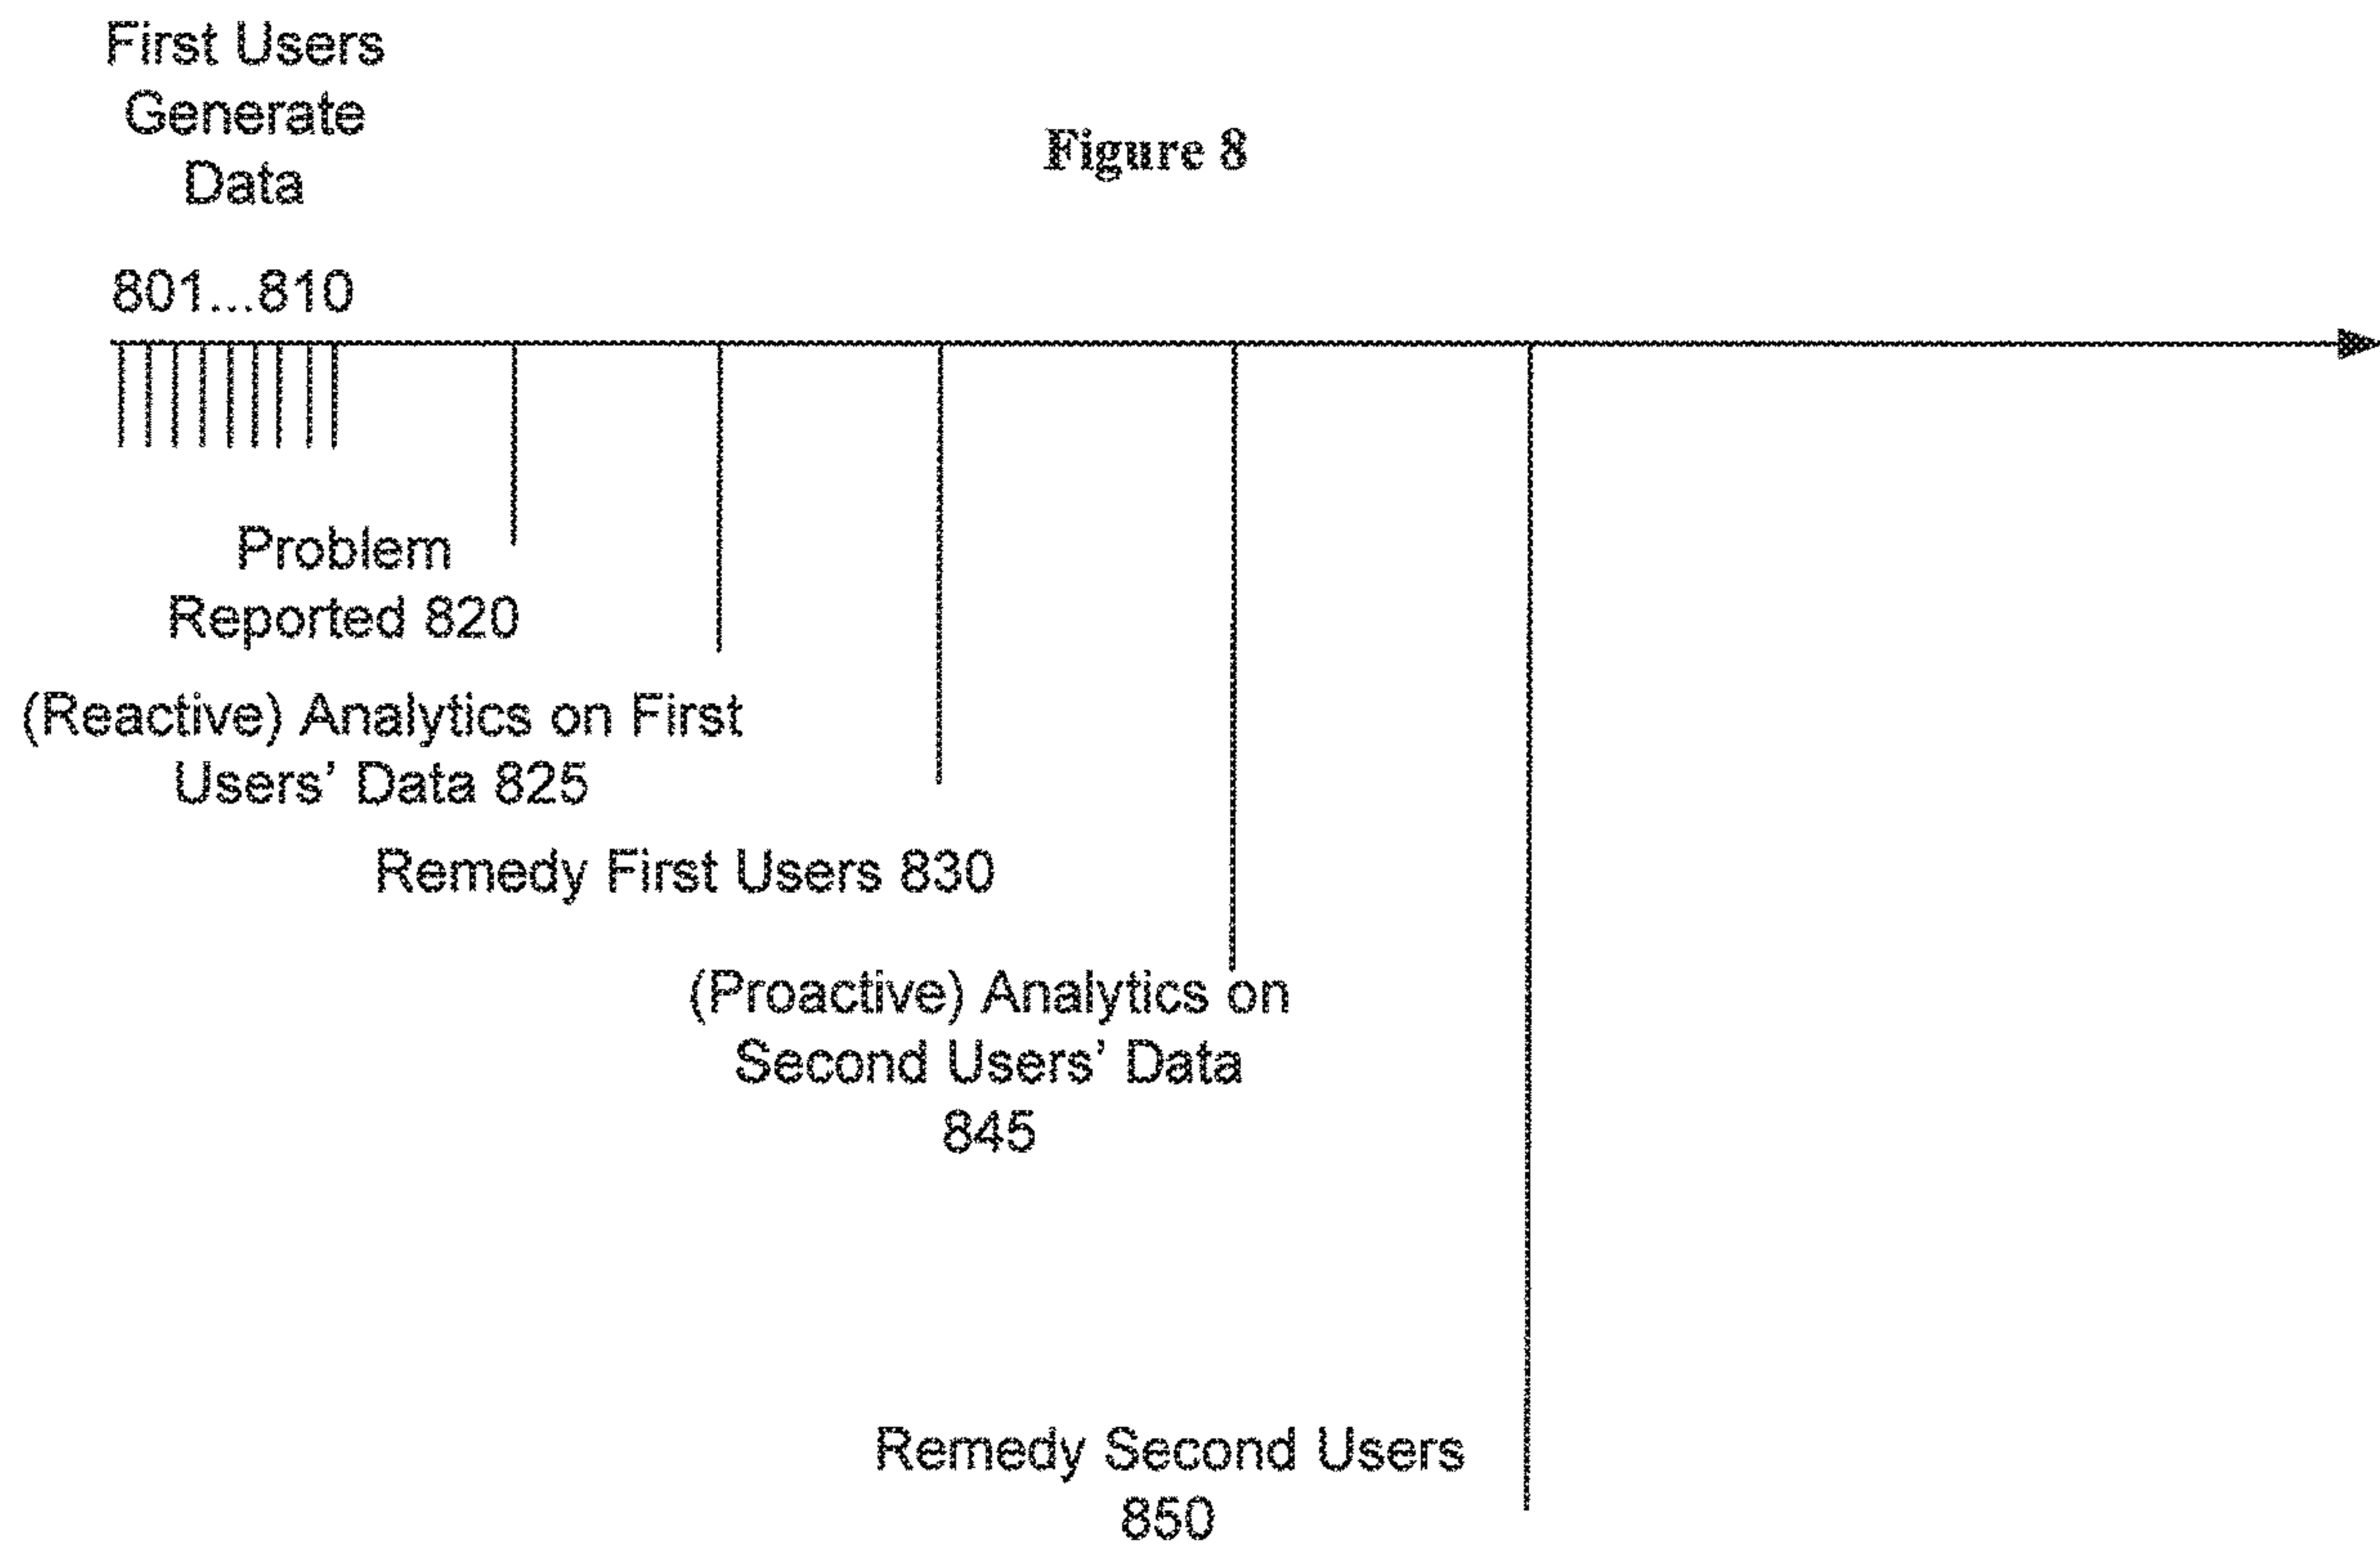 First Users
Generate
Data
Figure 8
801...810
Problem
Reported 820
(Reactive) Analytics on First
Users’ Data 825
Remedy First Users 830
(Proactive) Analytics on
Second Users’ Data
845
Remedy Second Users
850